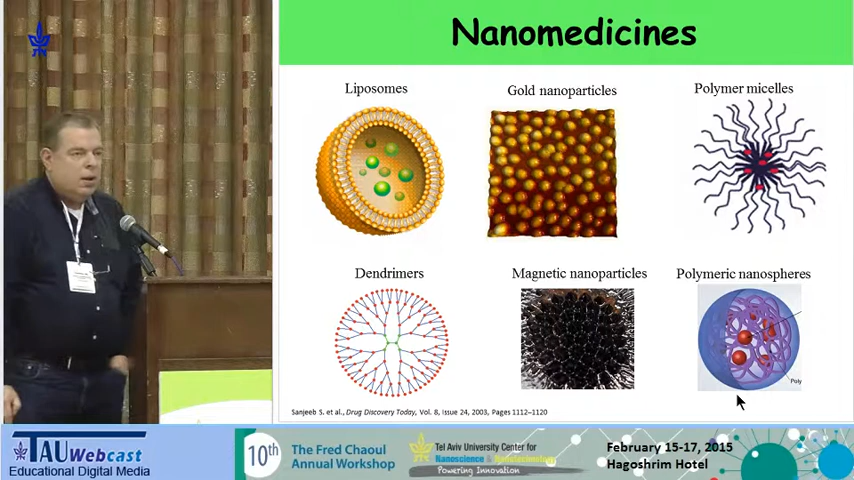 Nanomedicines
Liposomes
Gold nanoparticles
Polymer micelles
Dendrimers
Magnetic nanoparticles
Polymeric nanospheres
Poly
Sanjeeb S. et al., Drug Discovery Today, Vol. 8, Issue 24, 2003, Pages 1112–1120
TAU Webcast
Educational Digital Media
10th
The Fred Chaoul
Annual Workshop
Tel Aviv University Center for
Nanoscience & Nanotechnology
Powering Innovation
February 15-17, 2015
Hagoshrim Hotel